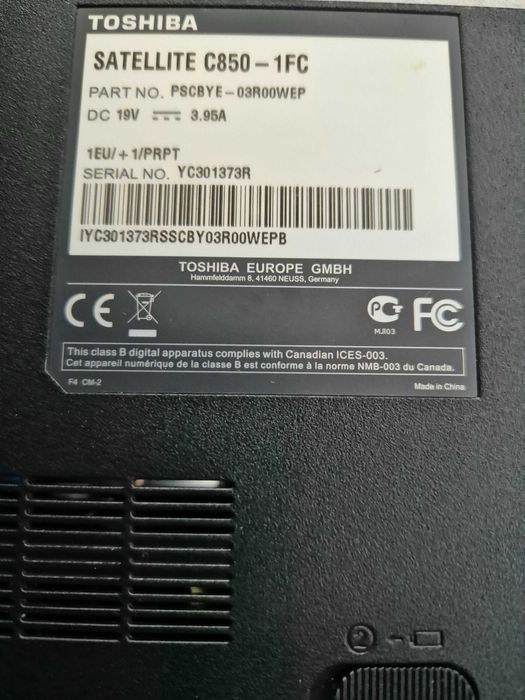 TOSHIBA
SATELLITE C850-1FC
PART NO. PSCBYE-03R00WEP
DC 19V 3.95A
1EU/+1/PRPT
SERIAL NO. YC301373R
IYC301373RSSCBY03R00WEPB
TOSHIBA EUROPE GMBH
Hammfelddamm 8, 41460 NEUSS, Germany
CE PCT FC
MJ103
This class B digital apparatus complies with Canadian ICES-003.
Cet appareil numérique de la classe B est conforme à la norme NMB-003 du Canada.
F4 CM-2 Made in China
2